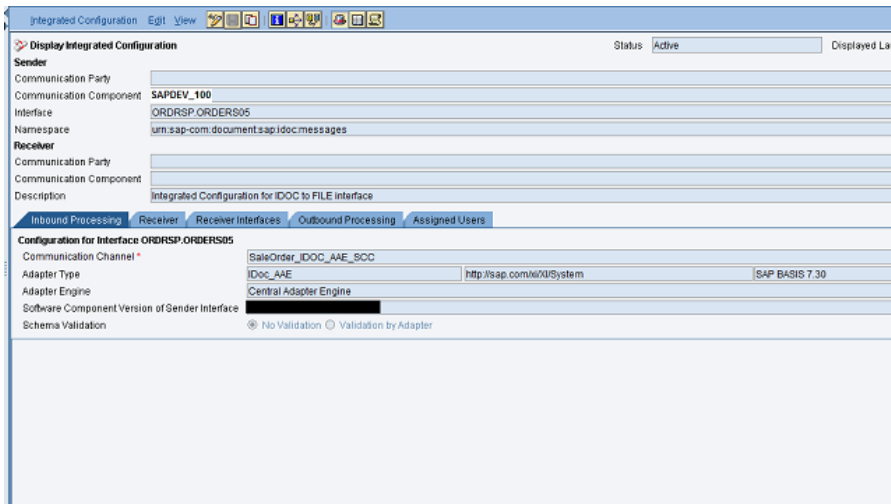 Integrated Configuration Edit View
Display Integrated Configuration Status Active Displayed La
Sender
Communication Party
Communication Component SAPDEV_100
Interface ORDRSP.ORDERS05
Namespace urn:sap-com:document:sap:idoc:messages
Receiver
Communication Party
Communication Component
Description Integrated Configuration for IDOC to FILE interface
Inbound Processing Receiver Receiver Interfaces Outbound Processing Assigned Users
Configuration for Interface ORDRSP.ORDERS05
Communication Channel * SaleOrder_IDOC_AAE_SCC
Adapter Type IDoc_AAE http://sap.com/xi/XI/System SAP BASIS 7.30
Adapter Engine Central Adapter Engine
Software Component Version of Sender Interface
Schema Validation No Validation Validation by Adapter